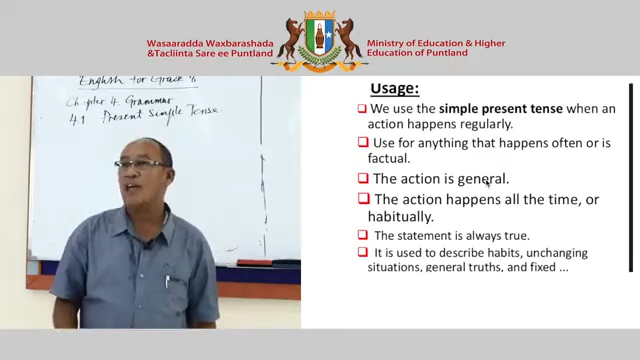 Wasaaradda Waxbarashada
&Tacliinta Sare ee Puntland
Ministry of Education & Higher
Education of Puntland
English for Grade 8
Chapter 4. Grammar
4.1 Present Simple Tense.
Usage:
We use the simple present tense when an
action happens regularly.
Use for anything that happens often or is
factual.
The action is general.
The action happens all the time, or
habitually.
The statement is always true.
It is used to describe habits, unchanging
situations, general truths, and fixed ...